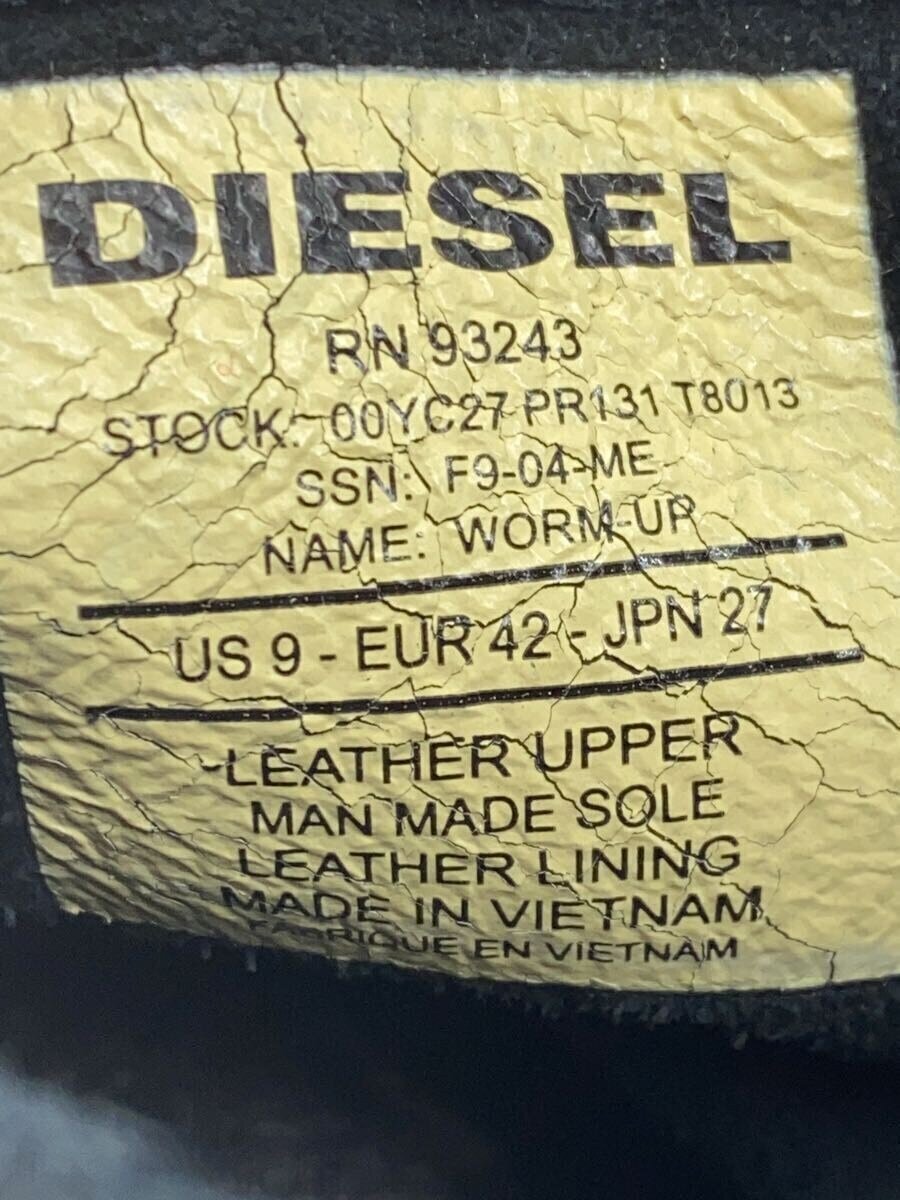 DIESEL
RN 93243
STOCK: 00YC27 PR131 T8013
SSN: F9-04-ME
NAME: WORM-UP
US 9 - EUR 42 - JPN 27
LEATHER UPPER
MAN MADE SOLE
LEATHER LINING
MADE IN VIETNAM
FABRIQUE EN VIETNAM